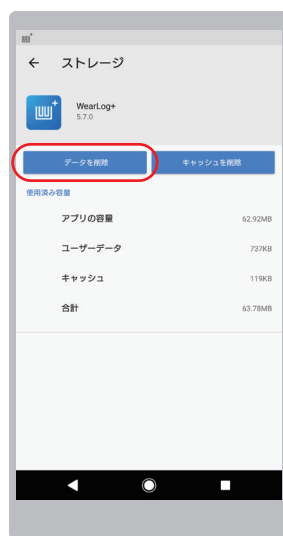 ← ストレージ
WearLog+
5.7.0
データを削除 キャッシュを削除
使用済み容量
アプリの容量 62.92MB
ユーザーデータ 737KB
キャッシュ 119KB
合計 63.78MB